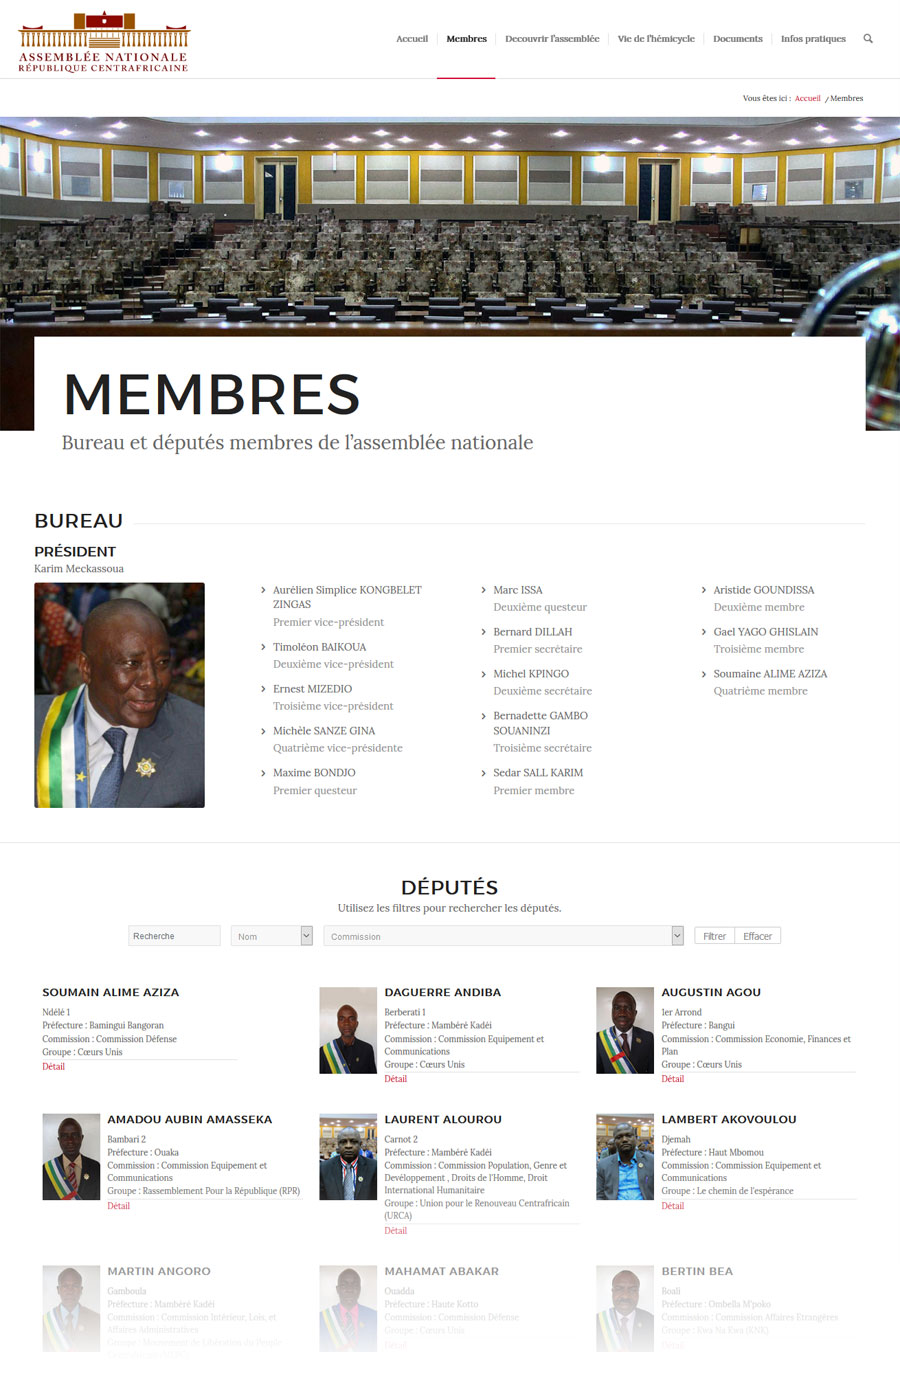 ASSEMBLÉE NATIONALE
RÉPUBLIQUE CENTRAFRICAINE
Accueil
Membres
Decouvrir l'assemblée
Vie de l'hémicycle
Documents
Infos pratiques
Vous êtes ici : Accueil / Membres
MEMBRES
Bureau et députés membres de l'assemblée nationale
BUREAU
PRÉSIDENT
Karim Meckassoua
Aurélien Simplice KONGBELET
ZINGAS
Premier vice-président
Timoléon BAIKOUA
Deuxième vice-président
Ernest MIZEDIO
Troisième vice-président
Michèle SANZE GINA
Quatrième vice-présidente
Maxime BONDJO
Premier questeur
Marc ISSA
Deuxième questeur
Bernard DILLAH
Premier secrétaire
Michel KPINGO
Deuxième secrétaire
Bernadette GAMBO
SOUANINZI
Troisième secrétaire
Sedar SALL KARIM
Premier membre
Aristide GOUNDISSA
Deuxième membre
Gael YAGO GHISLAIN
Troisième membre
Soumaine ALIME AZIZA
Quatrième membre
DÉPUTÉS
Utilisez les filtres pour rechercher les députés.
Recherche
Nom
Commission
Filtrer
Effacer
SOUMAIN ALIME AZIZA
Ndélé 1
Préfecture : Bamingui Bangoran
Commission : Commission Défense
Groupe : Cœurs Unis
Détail
DAGUERRE ANDIBA
Berberati 1
Préfecture : Mambéré Kadéi
Commission : Commission Equipement et
Communications
Groupe : Cœurs Unis
Détail
AUGUSTIN AGOU
1er Arrond
Préfecture : Bangui
Commission : Commission Economie, Finances et
Plan
Groupe : Cœurs Unis
Détail
AMADOU AUBIN AMASSEKA
Bambari 2
Préfecture : Ouaka
Commission : Commission Equipement et
Communications
Groupe : Rassemblement Pour la République (RPR)
Détail
LAURENT ALOUROU
Carnot 2
Préfecture : Mambéré Kadéi
Commission : Commission Population, Genre et
Devéloppement , Droits de l'Homme, Droit
International Humanitaire
Groupe : Union pour le Renouveau Centrafricain
(URCA)
Détail
LAMBERT AKOVOULOU
Djemah
Préfecture : Haut Mbomou
Commission : Commission Equipement et
Communications
Groupe : Le chemin de l'espérance
Détail
MARTIN ANGORO
Gamboula
Préfecture : Mambéré Kadéi
Commission : Commission Intérieur, Lois, et
Affaires Administratives
Groupe : Mouvement de Libération du Peuple
MAHAMAT ABAKAR
Ouadda
Préfecture : Haute Kotto
Commission : Commission Défense
Groupe : Cœurs Unis
Détail
BERTIN BEA
Boali
Préfecture : Ombella M'poko
Commission : Commission Affaires Etrangères
Groupe : Kwa Na Kwa (KNK)
Détail